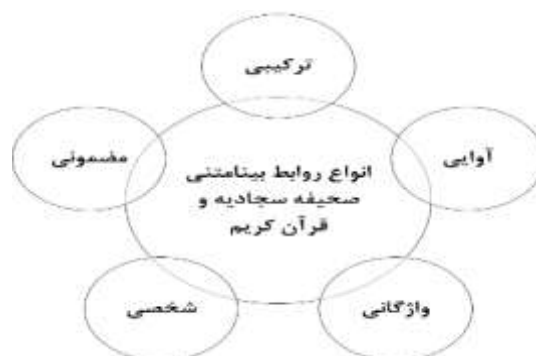 ترکیبی
آوایی
مضمونی
انواع روابط بینامتنی
صحیفه سجادیه و
قرآن کریم
شخصی
واژگانی